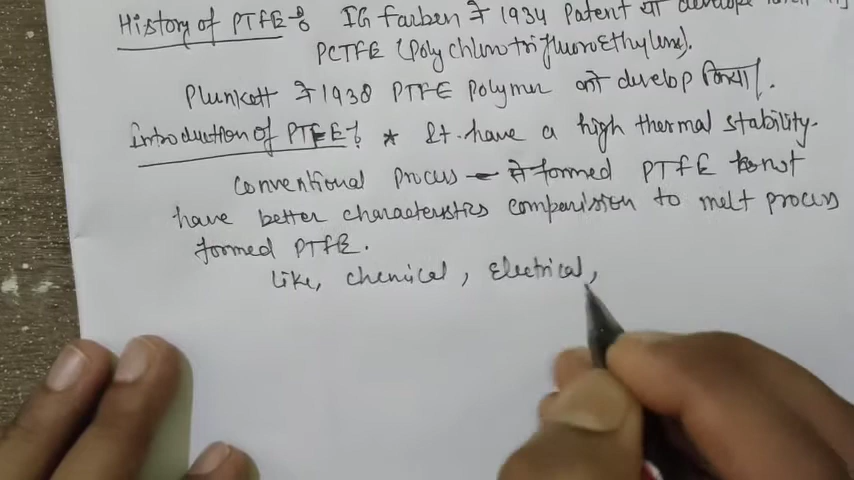 History of PTFE- IG Farben ने 1934 Patent develope
PCTFE (Poly chloro trifluoroEthylene).
Plunkett ने 1938 PTFE Polymer को develop किया।
introduction of PTFE-: * It have a high thermal stability.
Conventional Process formed PTFE not
have better characteristics comparision to melt process
formed PTFE.
Like, chemical, Electrical,